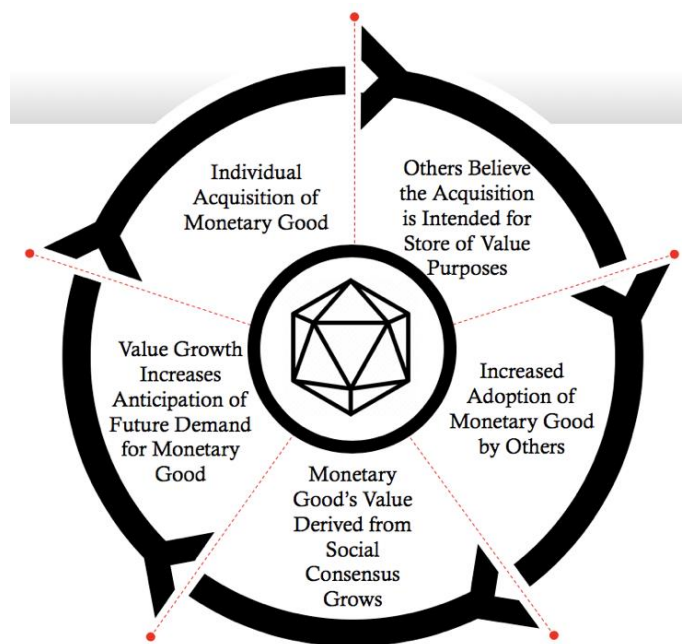 Individual
Acquisition of
Monetary Good
Others Believe
the Acquisition
is Intended for
Store of Value
Purposes
Increased
Adoption of
Monetary Good
by Others
Monetary
Good's Value
Derived from
Social
Consensus
Grows
Value Growth
Increases
Anticipation of
Future Demand
for Monetary
Good